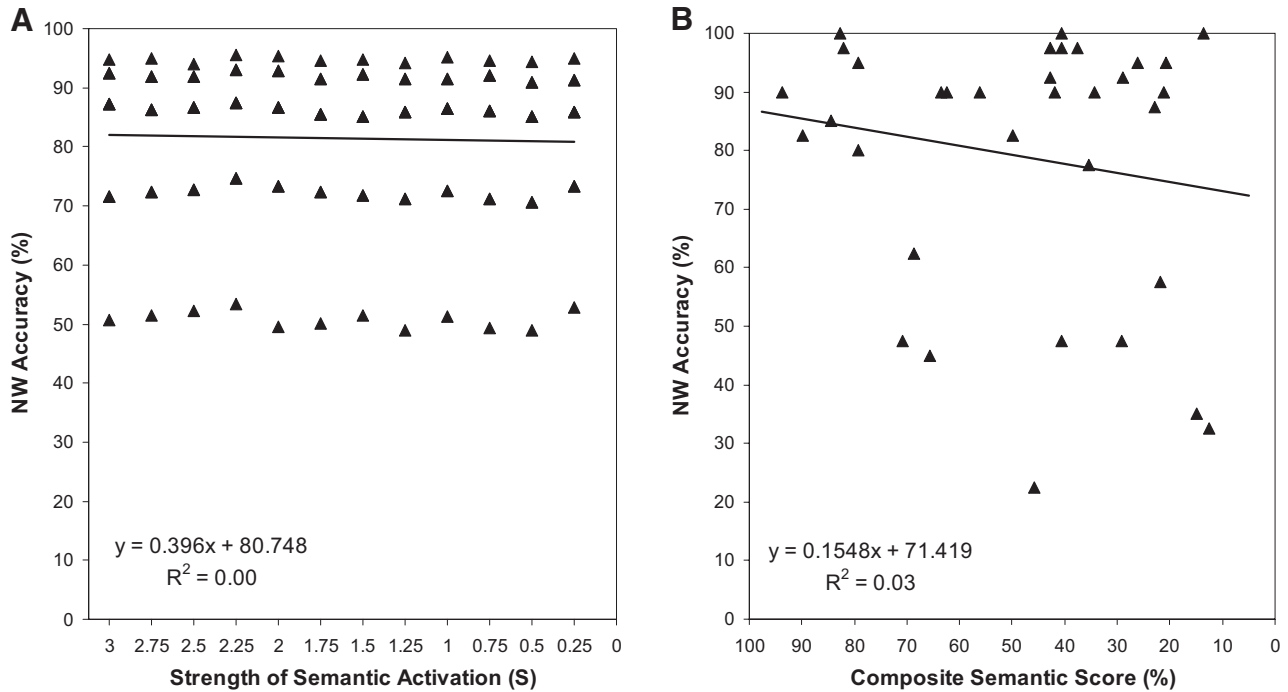 A
NW Accuracy (%)
100
90
80
70
60
50
40
30
20
10
0
y = 0.396x + 80.748
R² = 0.00
3 2.75 2.5 2.25 2 1.75 1.5 1.25 1 0.75 0.5 0.25 0
Strength of Semantic Activation (S)
B
NW Accuracy (%)
100
90
80
70
60
50
40
30
20
10
0
y = 0.1548x + 71.419
R² = 0.03
100 90 80 70 60 50 40 30 20 10 0
Composite Semantic Score (%)